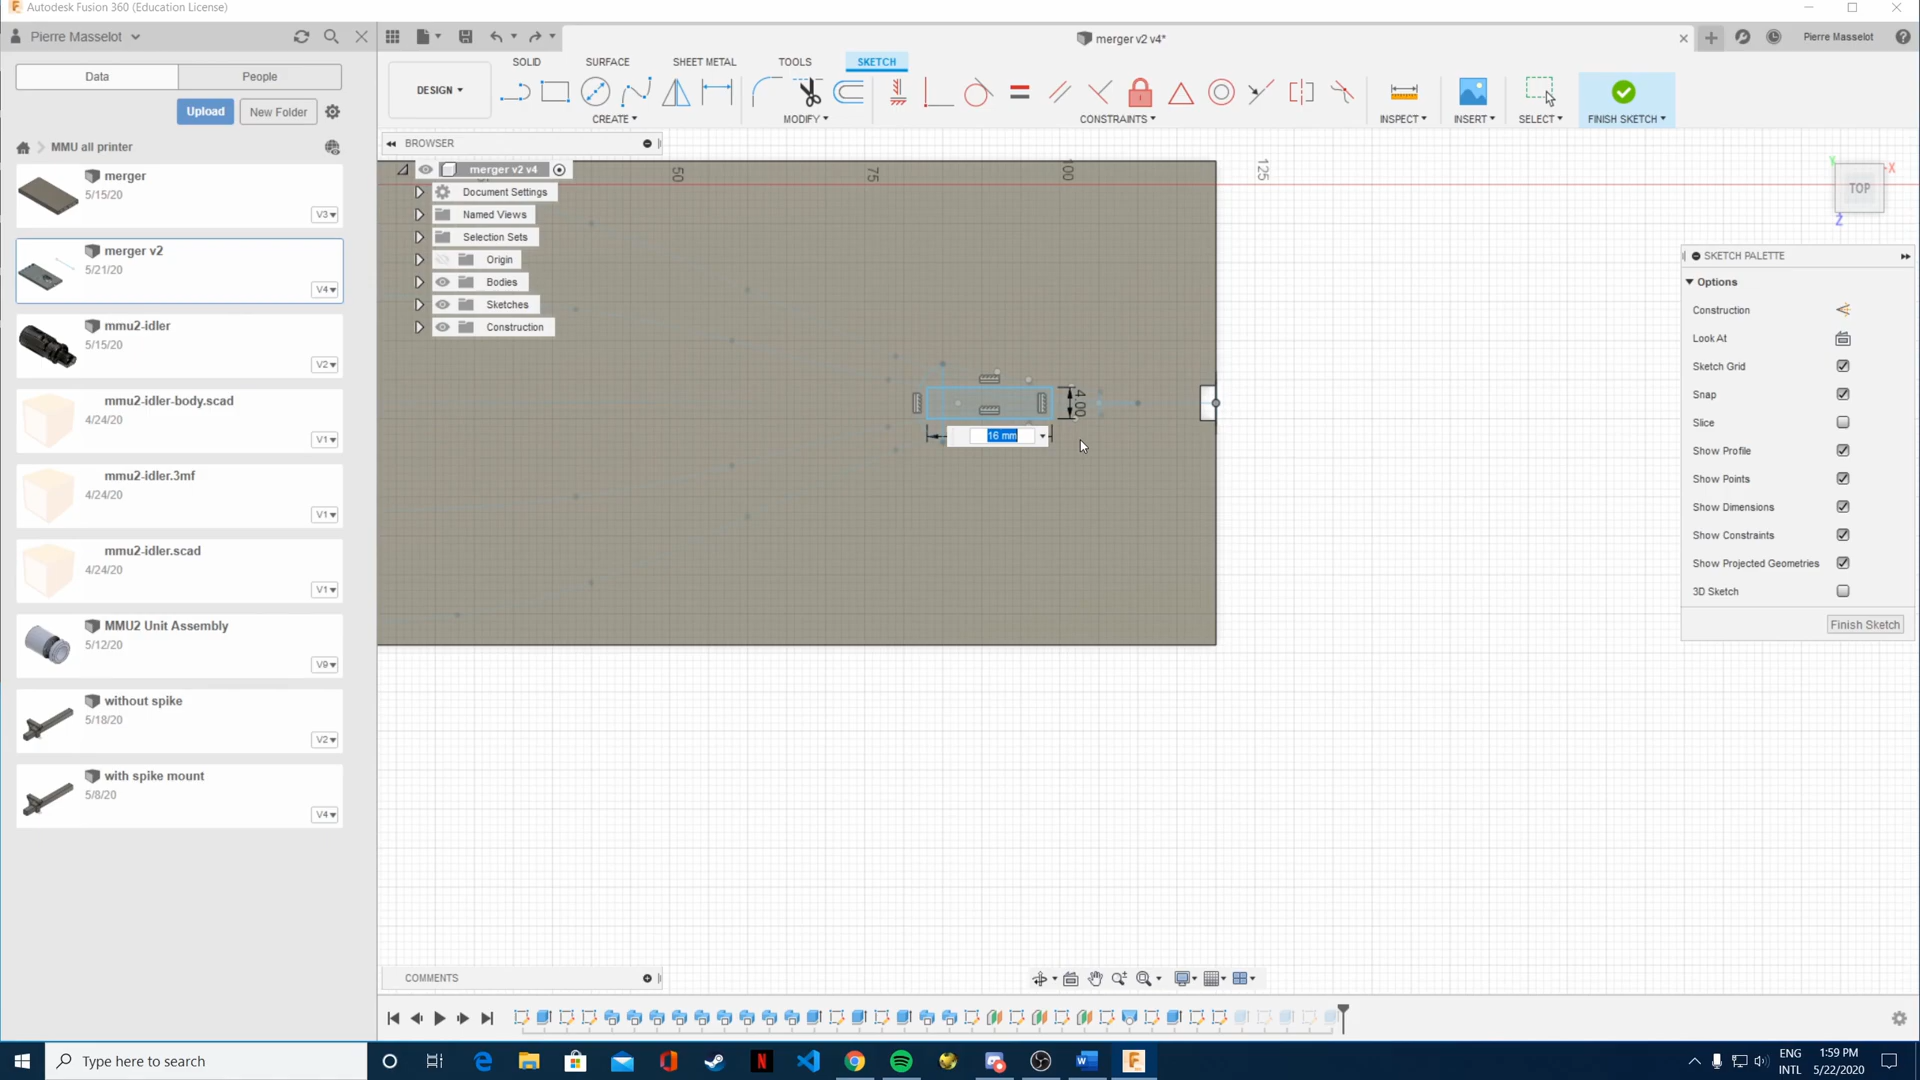 Autodesk Fusion 360 (Education License)
Pierre Masselot
merger v2 v4*
Pierre Masselot
Data
People
Upload
New Folder
MMU all printer
merger
5/15/20
V3
merger v2
5/21/20
V4
mmu2-idler
5/15/20
V2
mmu2-idler-body.scad
4/24/20
V1
mmu2-idler.3mf
4/24/20
V1
mmu2-idler.scad
4/24/20
V1
MMU2 Unit Assembly
5/12/20
V9
without spike
5/18/20
V2
with spike mount
5/8/20
V4
DESIGN
SOLID
SURFACE
SHEET METAL
TOOLS
SKETCH
CREATE
MODIFY
CONSTRAINTS
INSPECT
INSERT
SELECT
FINISH SKETCH
BROWSER
merger v2 v4
Document Settings
Named Views
Selection Sets
Origin
Bodies
Sketches
Construction
50
75
100
125
4.00
16 mm
Y
X
TOP
Z
SKETCH PALETTE
Options
Construction
Look At
Sketch Grid
Snap
Slice
Show Profile
Show Points
Show Dimensions
Show Constraints
Show Projected Geometries
3D Sketch
Finish Sketch
COMMENTS
Type here to search
ENG
INTL
1:59 PM
5/22/2020